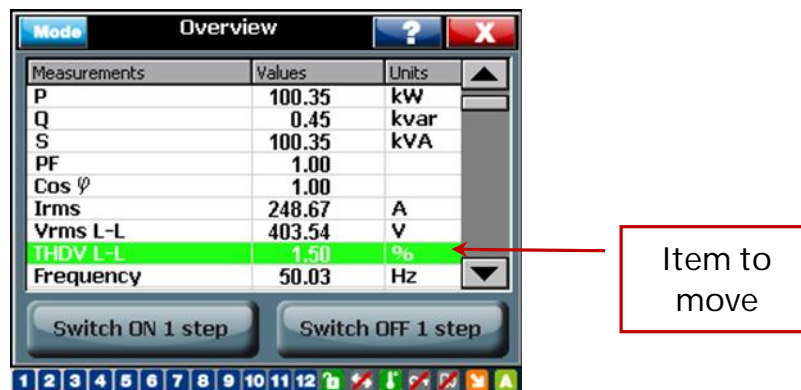 Mode Overview ? X
Measurements Values Units
P 100.35 kW
Q 0.45 kvar
S 100.35 kVA
PF 1.00
Cos φ 1.00
Irms 248.67 A
Vrms L-L 403.54 V
THDV L-L 1.50 %
Frequency 50.03 Hz
Item to
move
Switch ON 1 step Switch OFF 1 step
1 2 3 4 5 6 7 8 9 10 11 12 A